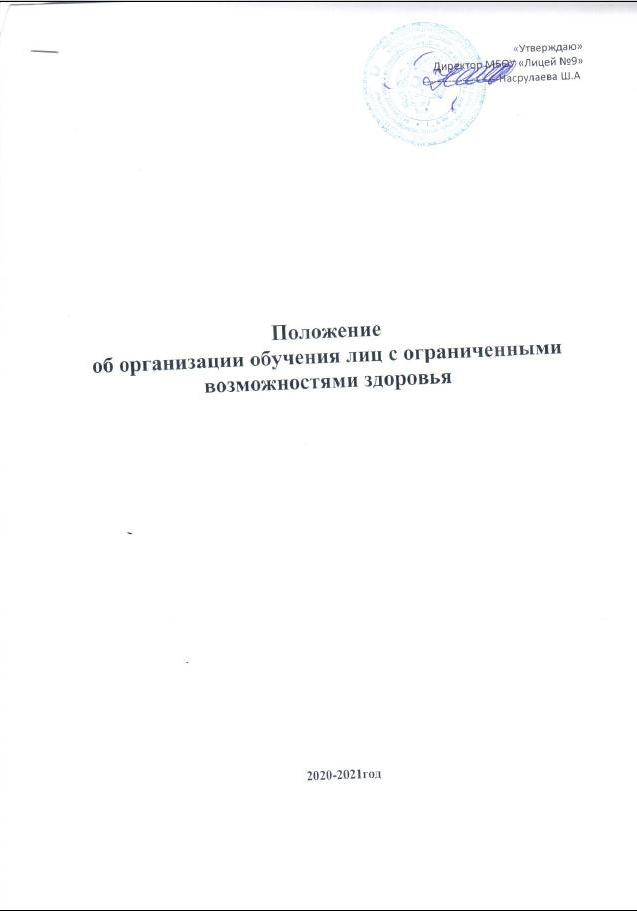 «Утверждаю»
Директор МБОУ «Лицей №9»
Насрулаева Ш.А
Положение
об организации обучения лиц с ограниченными
возможностями здоровья
2020-2021год